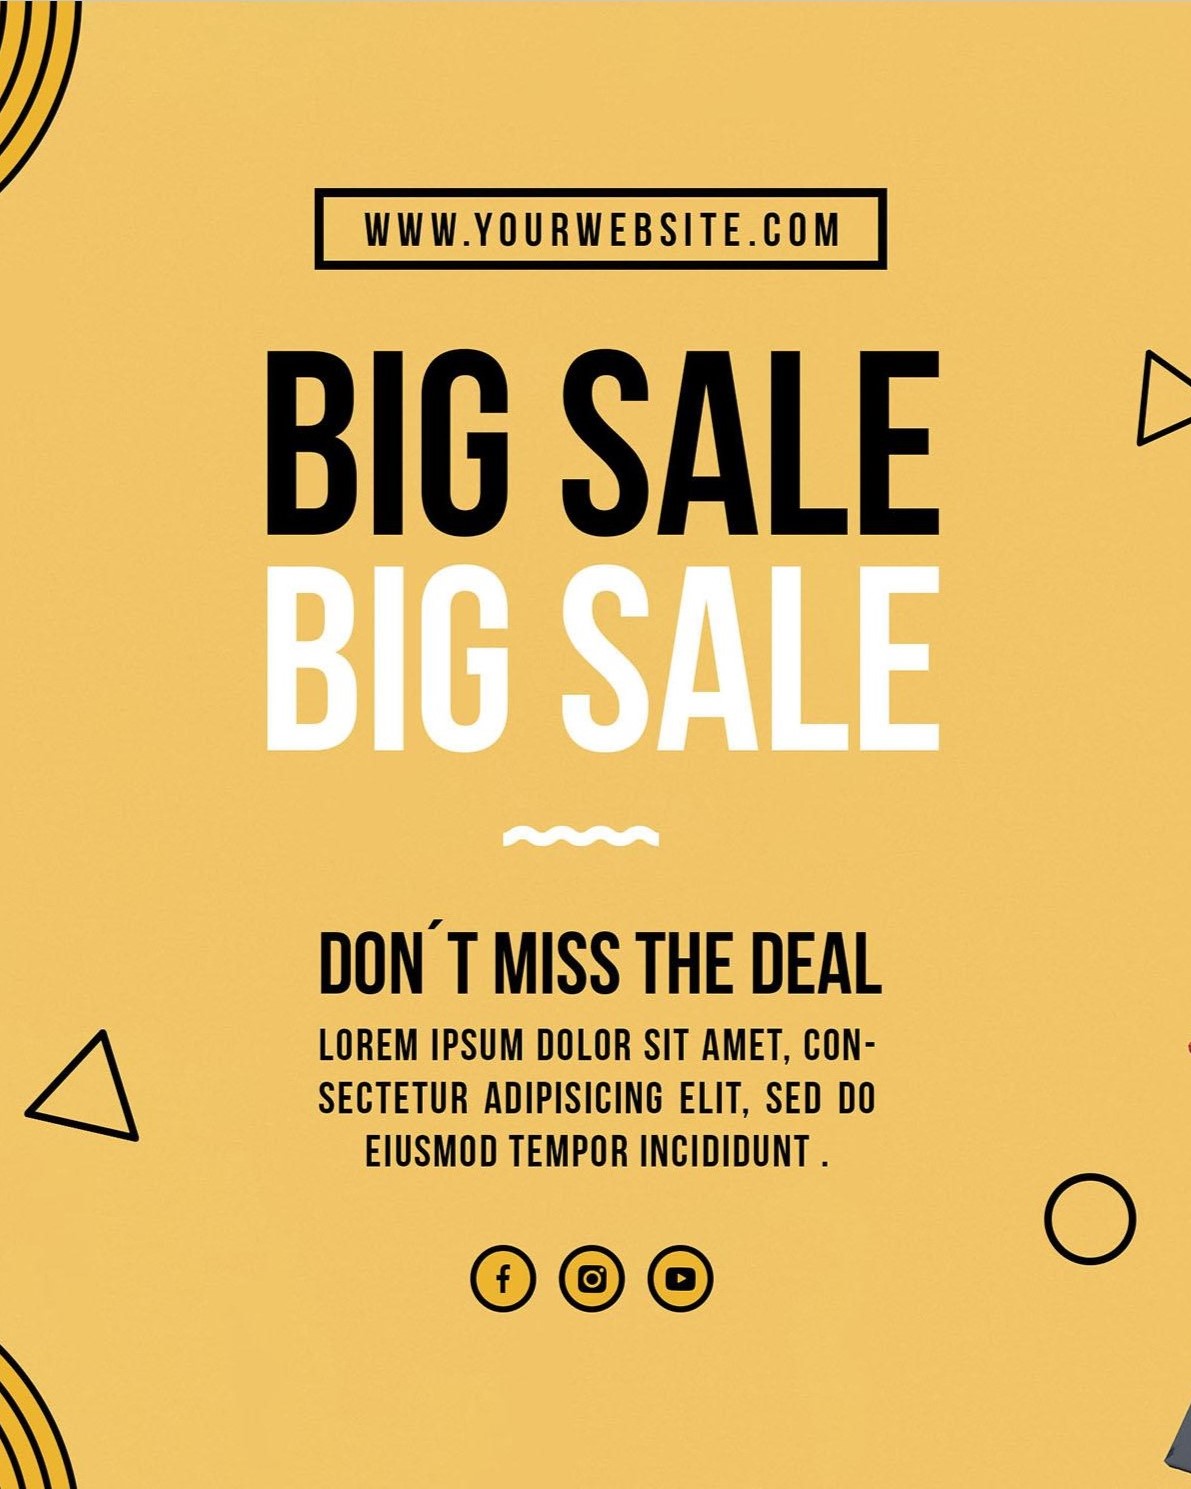 WWW.YOURWEBSITE.COM
BIG SALE
BIG SALE
DON´T MISS THE DEAL
LOREM IPSUM DOLOR SIT AMET, CON-
SECTETUR ADIPISICING ELIT, SED DO
EIUSMOD TEMPOR INCIDIDUNT .